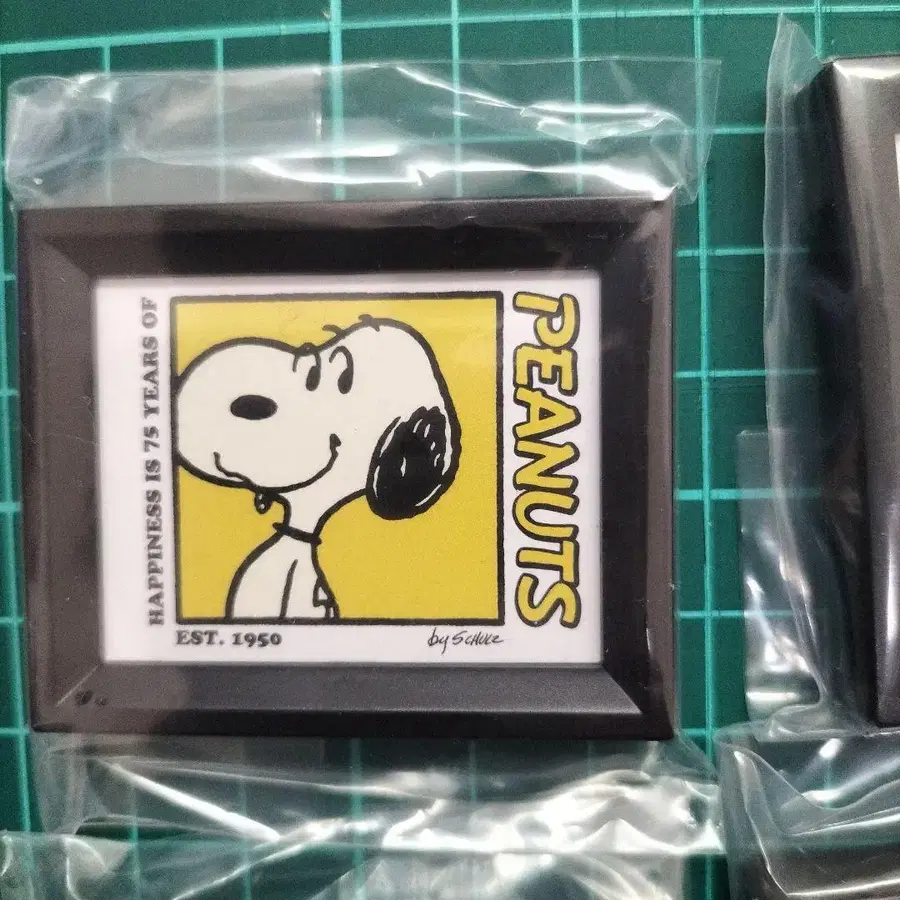 HAPPINESS IS 75 YEARS OF
PEANUTS
EST. 1950
by SCHULZ